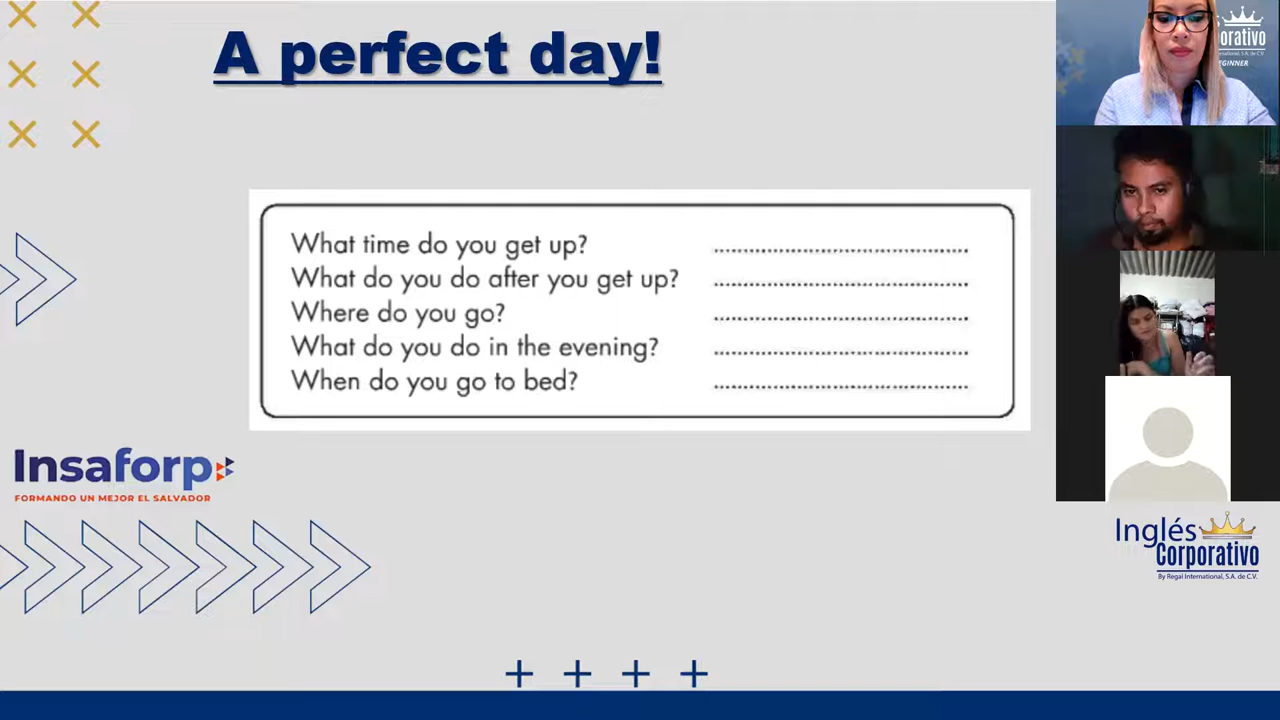 A perfect day!
What time do you get up? ........................................
What do you do after you get up? ........................................
Where do you go? ........................................
What do you do in the evening? ........................................
When do you go to bed? ........................................
Insaforp
FORMANDO UN MEJOR EL SALVADOR
Inglés
Corporativo
By Regal International, S.A. de C.V.